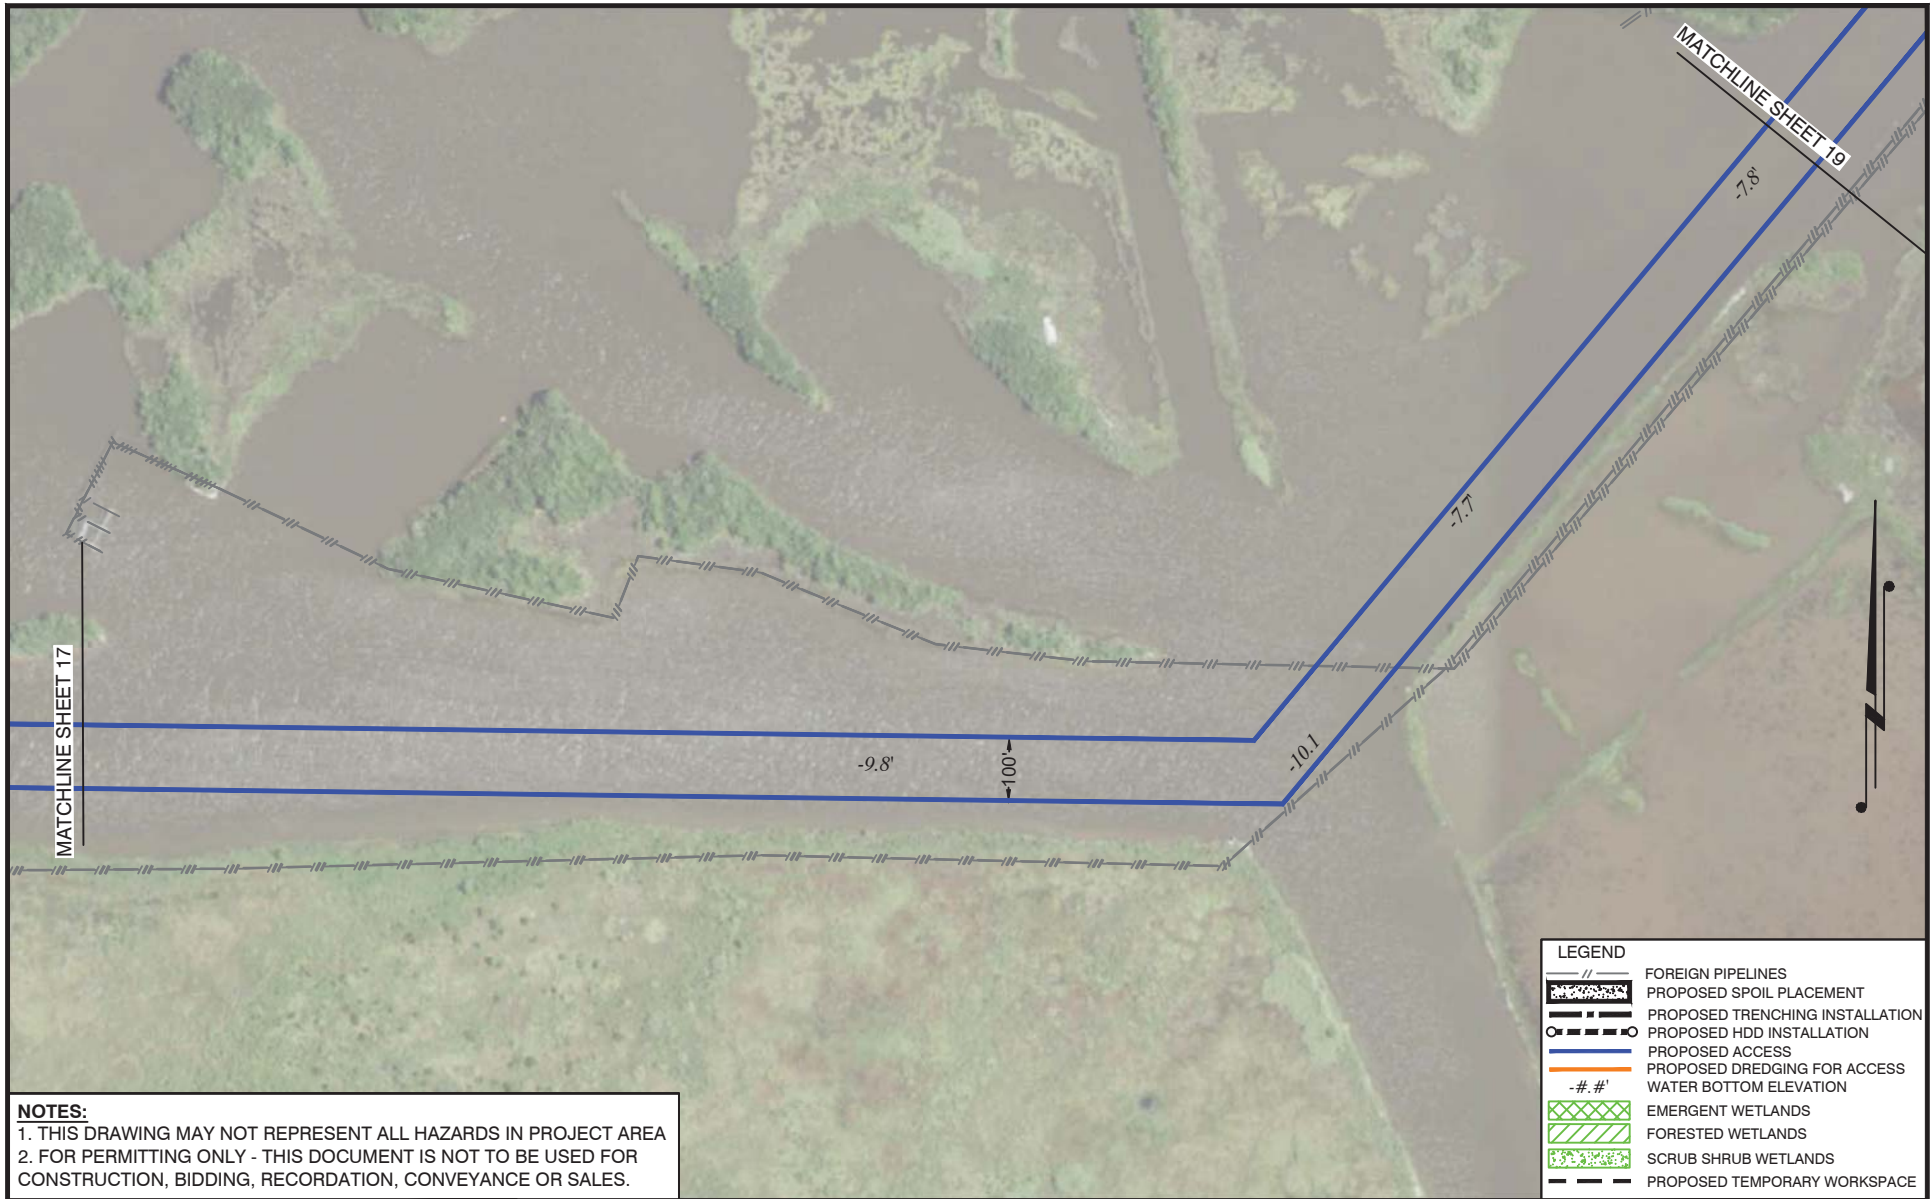 MATCHLINE SHEET 19
-7.8'
-7.7'
MATCHLINE SHEET 17
-9.8'
100'
-10.1
LEGEND
FOREIGN PIPELINES
PROPOSED SPOIL PLACEMENT
PROPOSED TRENCHING INSTALLATION
PROPOSED HDD INSTALLATION
PROPOSED ACCESS
PROPOSED DREDGING FOR ACCESS
-#.#' WATER BOTTOM ELEVATION
EMERGENT WETLANDS
FORESTED WETLANDS
SCRUB SHRUB WETLANDS
PROPOSED TEMPORARY WORKSPACE
NOTES:
1. THIS DRAWING MAY NOT REPRESENT ALL HAZARDS IN PROJECT AREA
2. FOR PERMITTING ONLY - THIS DOCUMENT IS NOT TO BE USED FOR
CONSTRUCTION, BIDDING, RECORDATION, CONVEYANCE OR SALES.